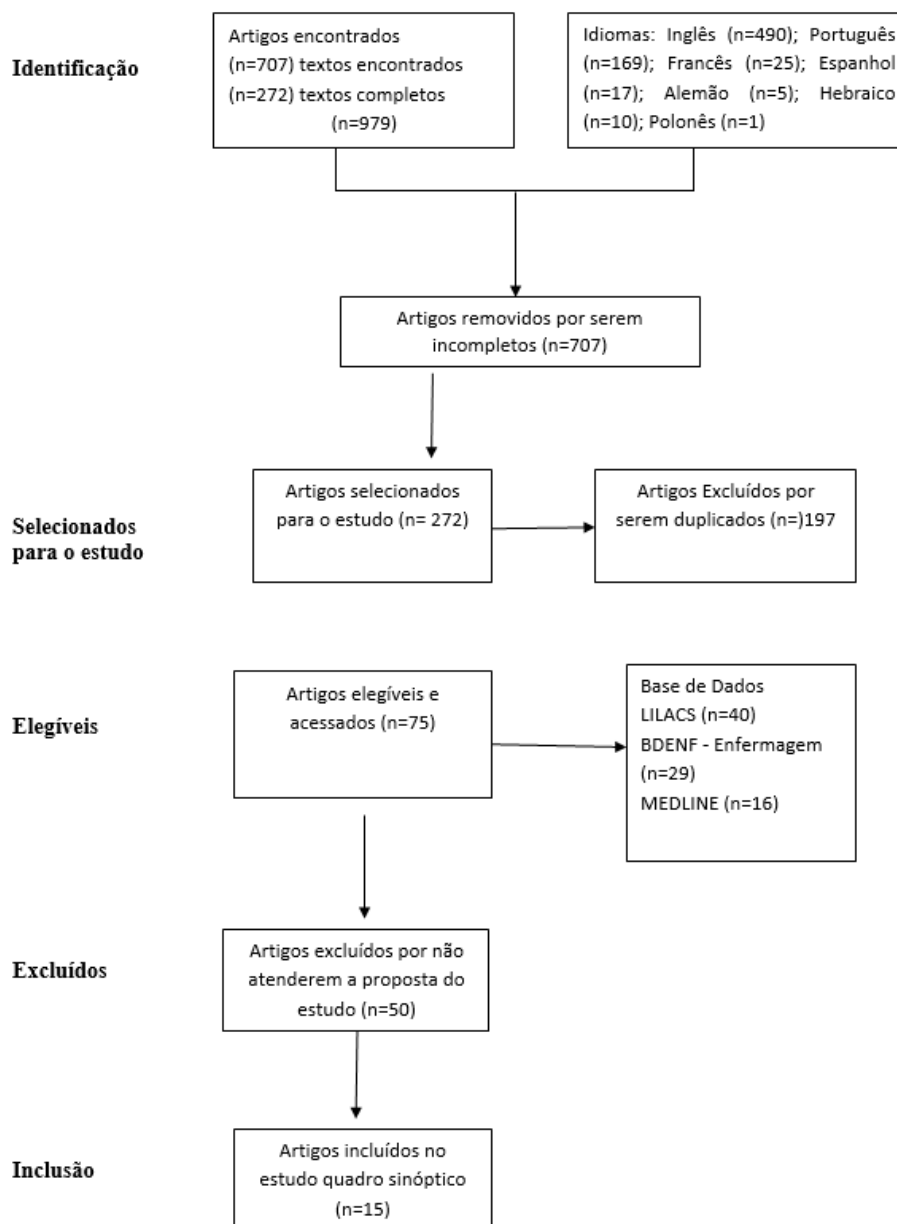 Identificação
Artigos encontrados
(n=707) textos encontrados
(n=272) textos completos
(n=979)
Idiomas: Inglês (n=490); Português
(n=169); Francês (n=25); Espanhol
(n=17); Alemão (n=5); Hebraico
(n=10); Polonês (n=1)
Artigos removidos por serem
incompletos (n=707)
Selecionados
para o estudo
Artigos selecionados
para o estudo (n= 272)
Artigos Excluídos por
serem duplicados (n=)197
Elegíveis
Artigos elegíveis e
acessados (n=75)
Base de Dados
LILACS (n=40)
BDENF - Enfermagem
(n=29)
MEDLINE (n=16)
Excluídos
Artigos excluídos por não
atenderem a proposta do
estudo (n=50)
Inclusão
Artigos incluídos no
estudo quadro sinóptico
(n=15)